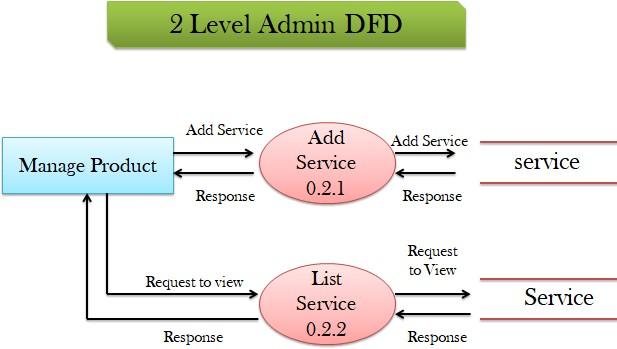 2 Level Admin DFD
Add Service
Add
Service
0.2.1
Add Service
Manage Product
service
Response
Response
Request
to View
Request to view
List
Service
0.2.2
Service
Response
Response